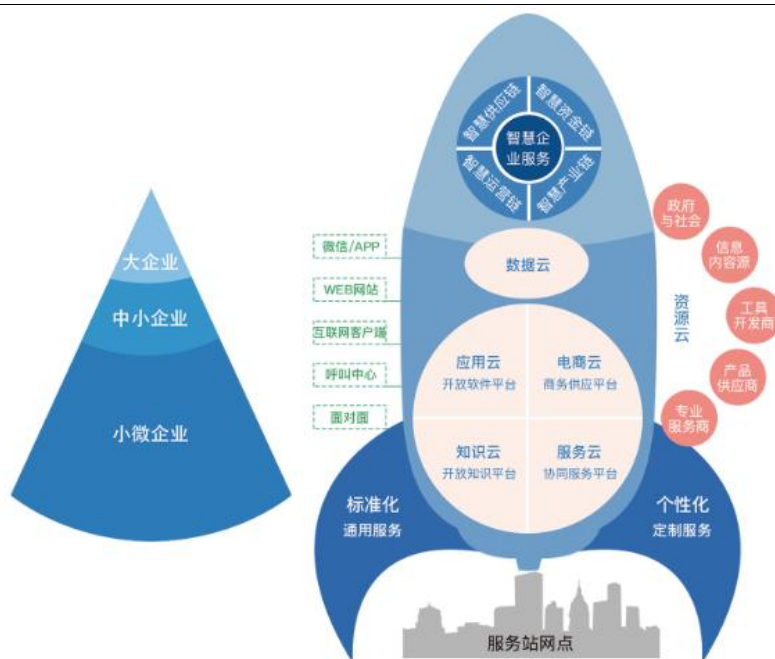 大企业
中小企业
小微企业
微信/APP
WEB网站
互联网客户端
呼叫中心
面对面
智慧供应链
智慧资金链
智慧企
业服务
智慧运营链
智慧产业链
数据云
应用云
开放软件平台
电商云
商务供应平台
知识云
开放知识平台
服务云
协同服务平台
标准化
通用服务
个性化
定制服务
服务站网点
资源云
政府
与社会
信息
内容源
工具
开发商
产品
供应商
专业
服务商